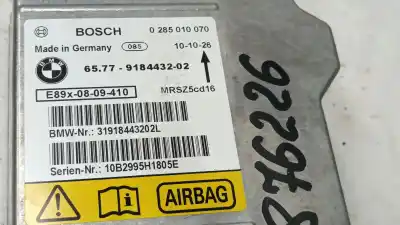 BOSCH 0 285 010 070
Made in Germany 085 10-10-26
65.77 - 9184432-02
E89x-08-09-410 MRSZ5cd16
BMW-Nr.: 31918443202L
Serien-Nr.: 10B2995H1805E
AIRBAG
876226